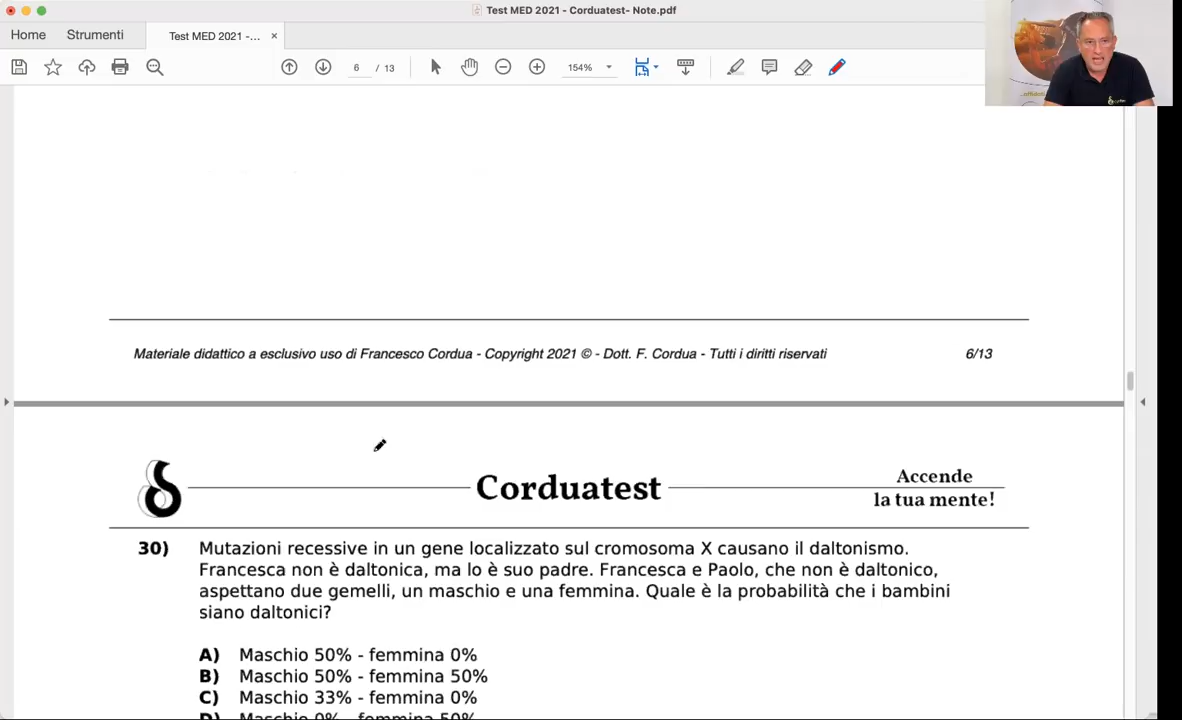 Test MED 2021 - Corduatest- Note.pdf
Home Strumenti Test MED 2021 -... ×
6 / 13 154%
Materiale didattico a esclusivo uso di Francesco Cordua - Copyright 2021 © - Dott. F. Cordua - Tutti i diritti riservati 6/13
Corduatest
Accende
la tua mente!
30) Mutazioni recessive in un gene localizzato sul cromosoma X causano il daltonismo.
Francesca non è daltonica, ma lo è suo padre. Francesca e Paolo, che non è daltonico,
aspettano due gemelli, un maschio e una femmina. Quale è la probabilità che i bambini
siano daltonici?
A) Maschio 50% - femmina 0%
B) Maschio 50% - femmina 50%
C) Maschio 33% - femmina 0%
D) Maschio 0% - femmina 50%